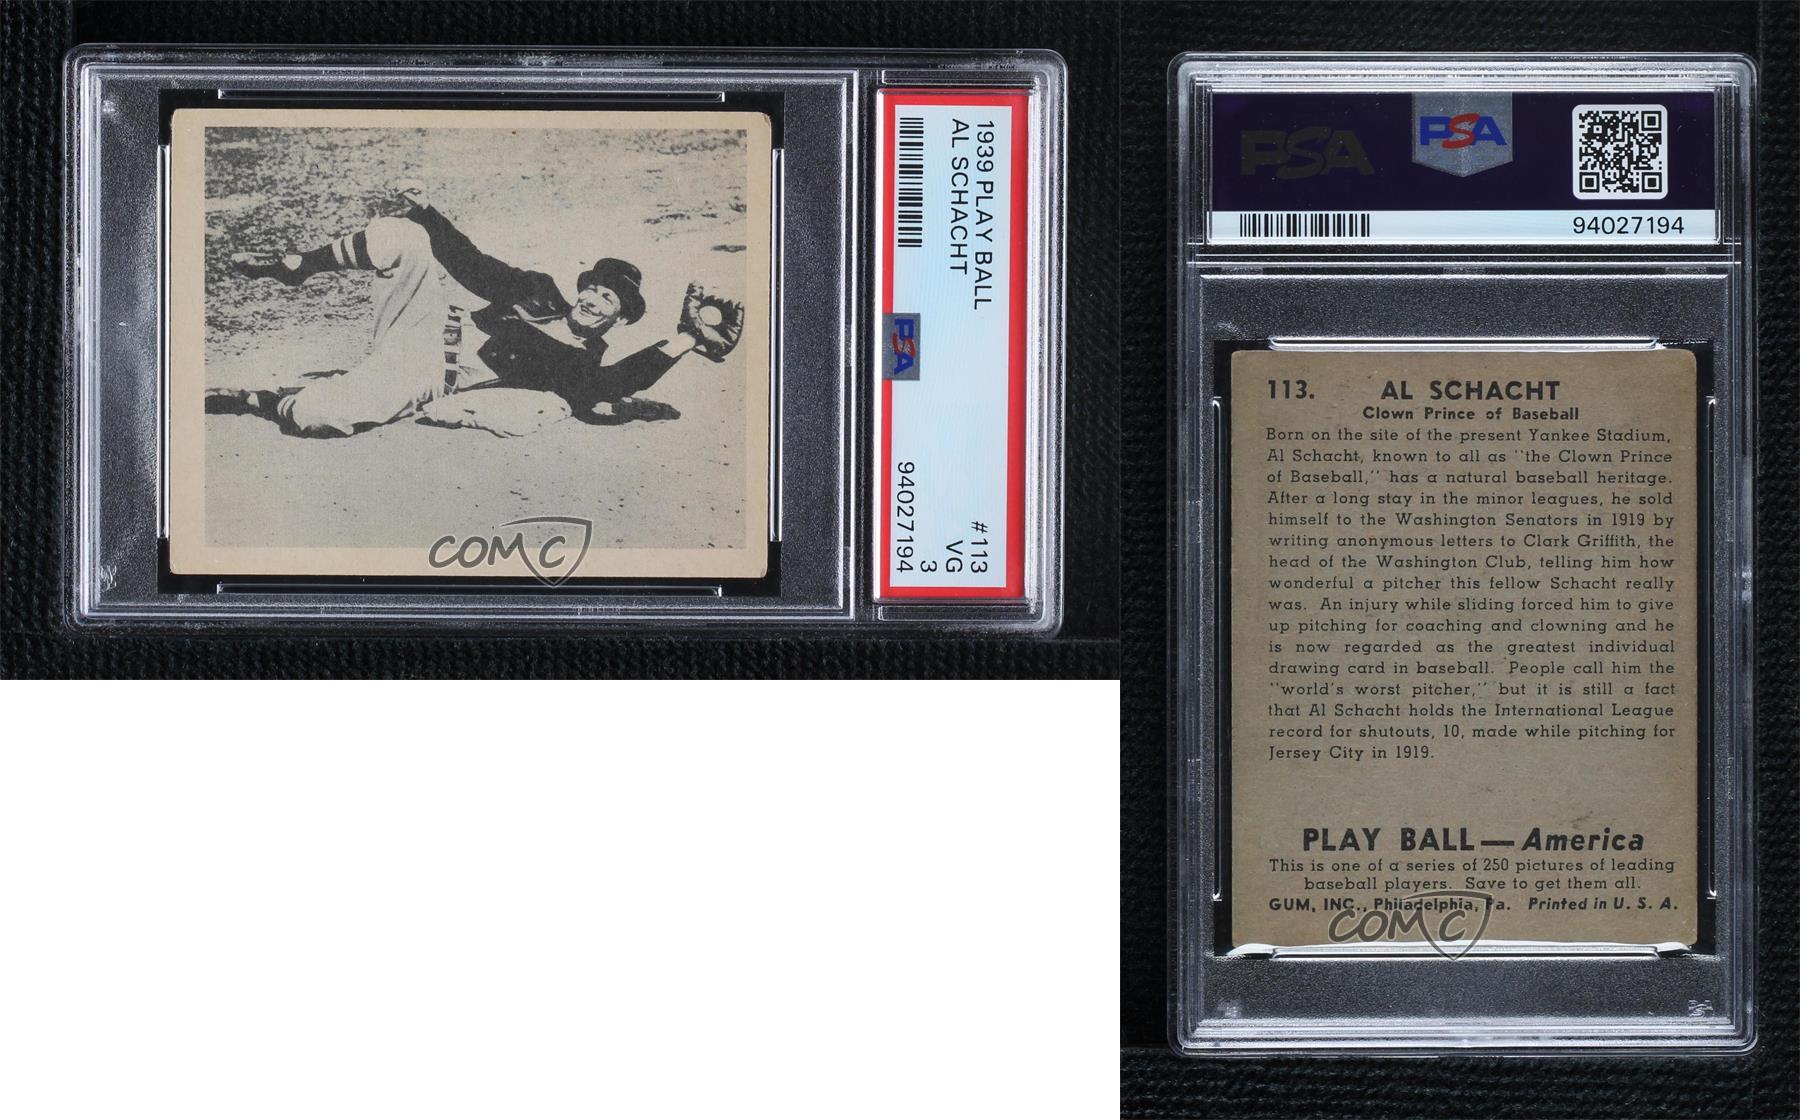 1939 PLAY BALL
AL SCHACHT
#113
VG
3
94027194
PSA
COMC
PSA
PSA
94027194
113. AL SCHACHT
Clown Prince of Baseball
Born on the site of the present Yankee Stadium,
Al Schacht, known to all as "the Clown Prince
of Baseball," has a natural baseball heritage.
After a long stay in the minor leagues, he sold
himself to the Washington Senators in 1919 by
writing anonymous letters to Clark Griffith, the
head of the Washington Club, telling him how
wonderful a pitcher this fellow Schacht really
was. An injury while sliding forced him to give
up pitching for coaching and clowning and he
is now regarded as the greatest individual
drawing card in baseball. People call him the
"world's worst pitcher," but it is still a fact
that Al Schacht holds the International League
record for shutouts, 10, made while pitching for
Jersey City in 1919.
PLAY BALL — America
This is one of a series of 250 pictures of leading
baseball players. Save to get them all.
GUM, INC., Philadelphia, Pa. Printed in U. S. A.
COMC